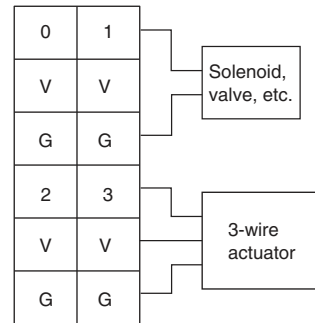 0 1
V V
G G
2 3
V V
G G
Solenoid,
valve, etc.
3-wire
actuator